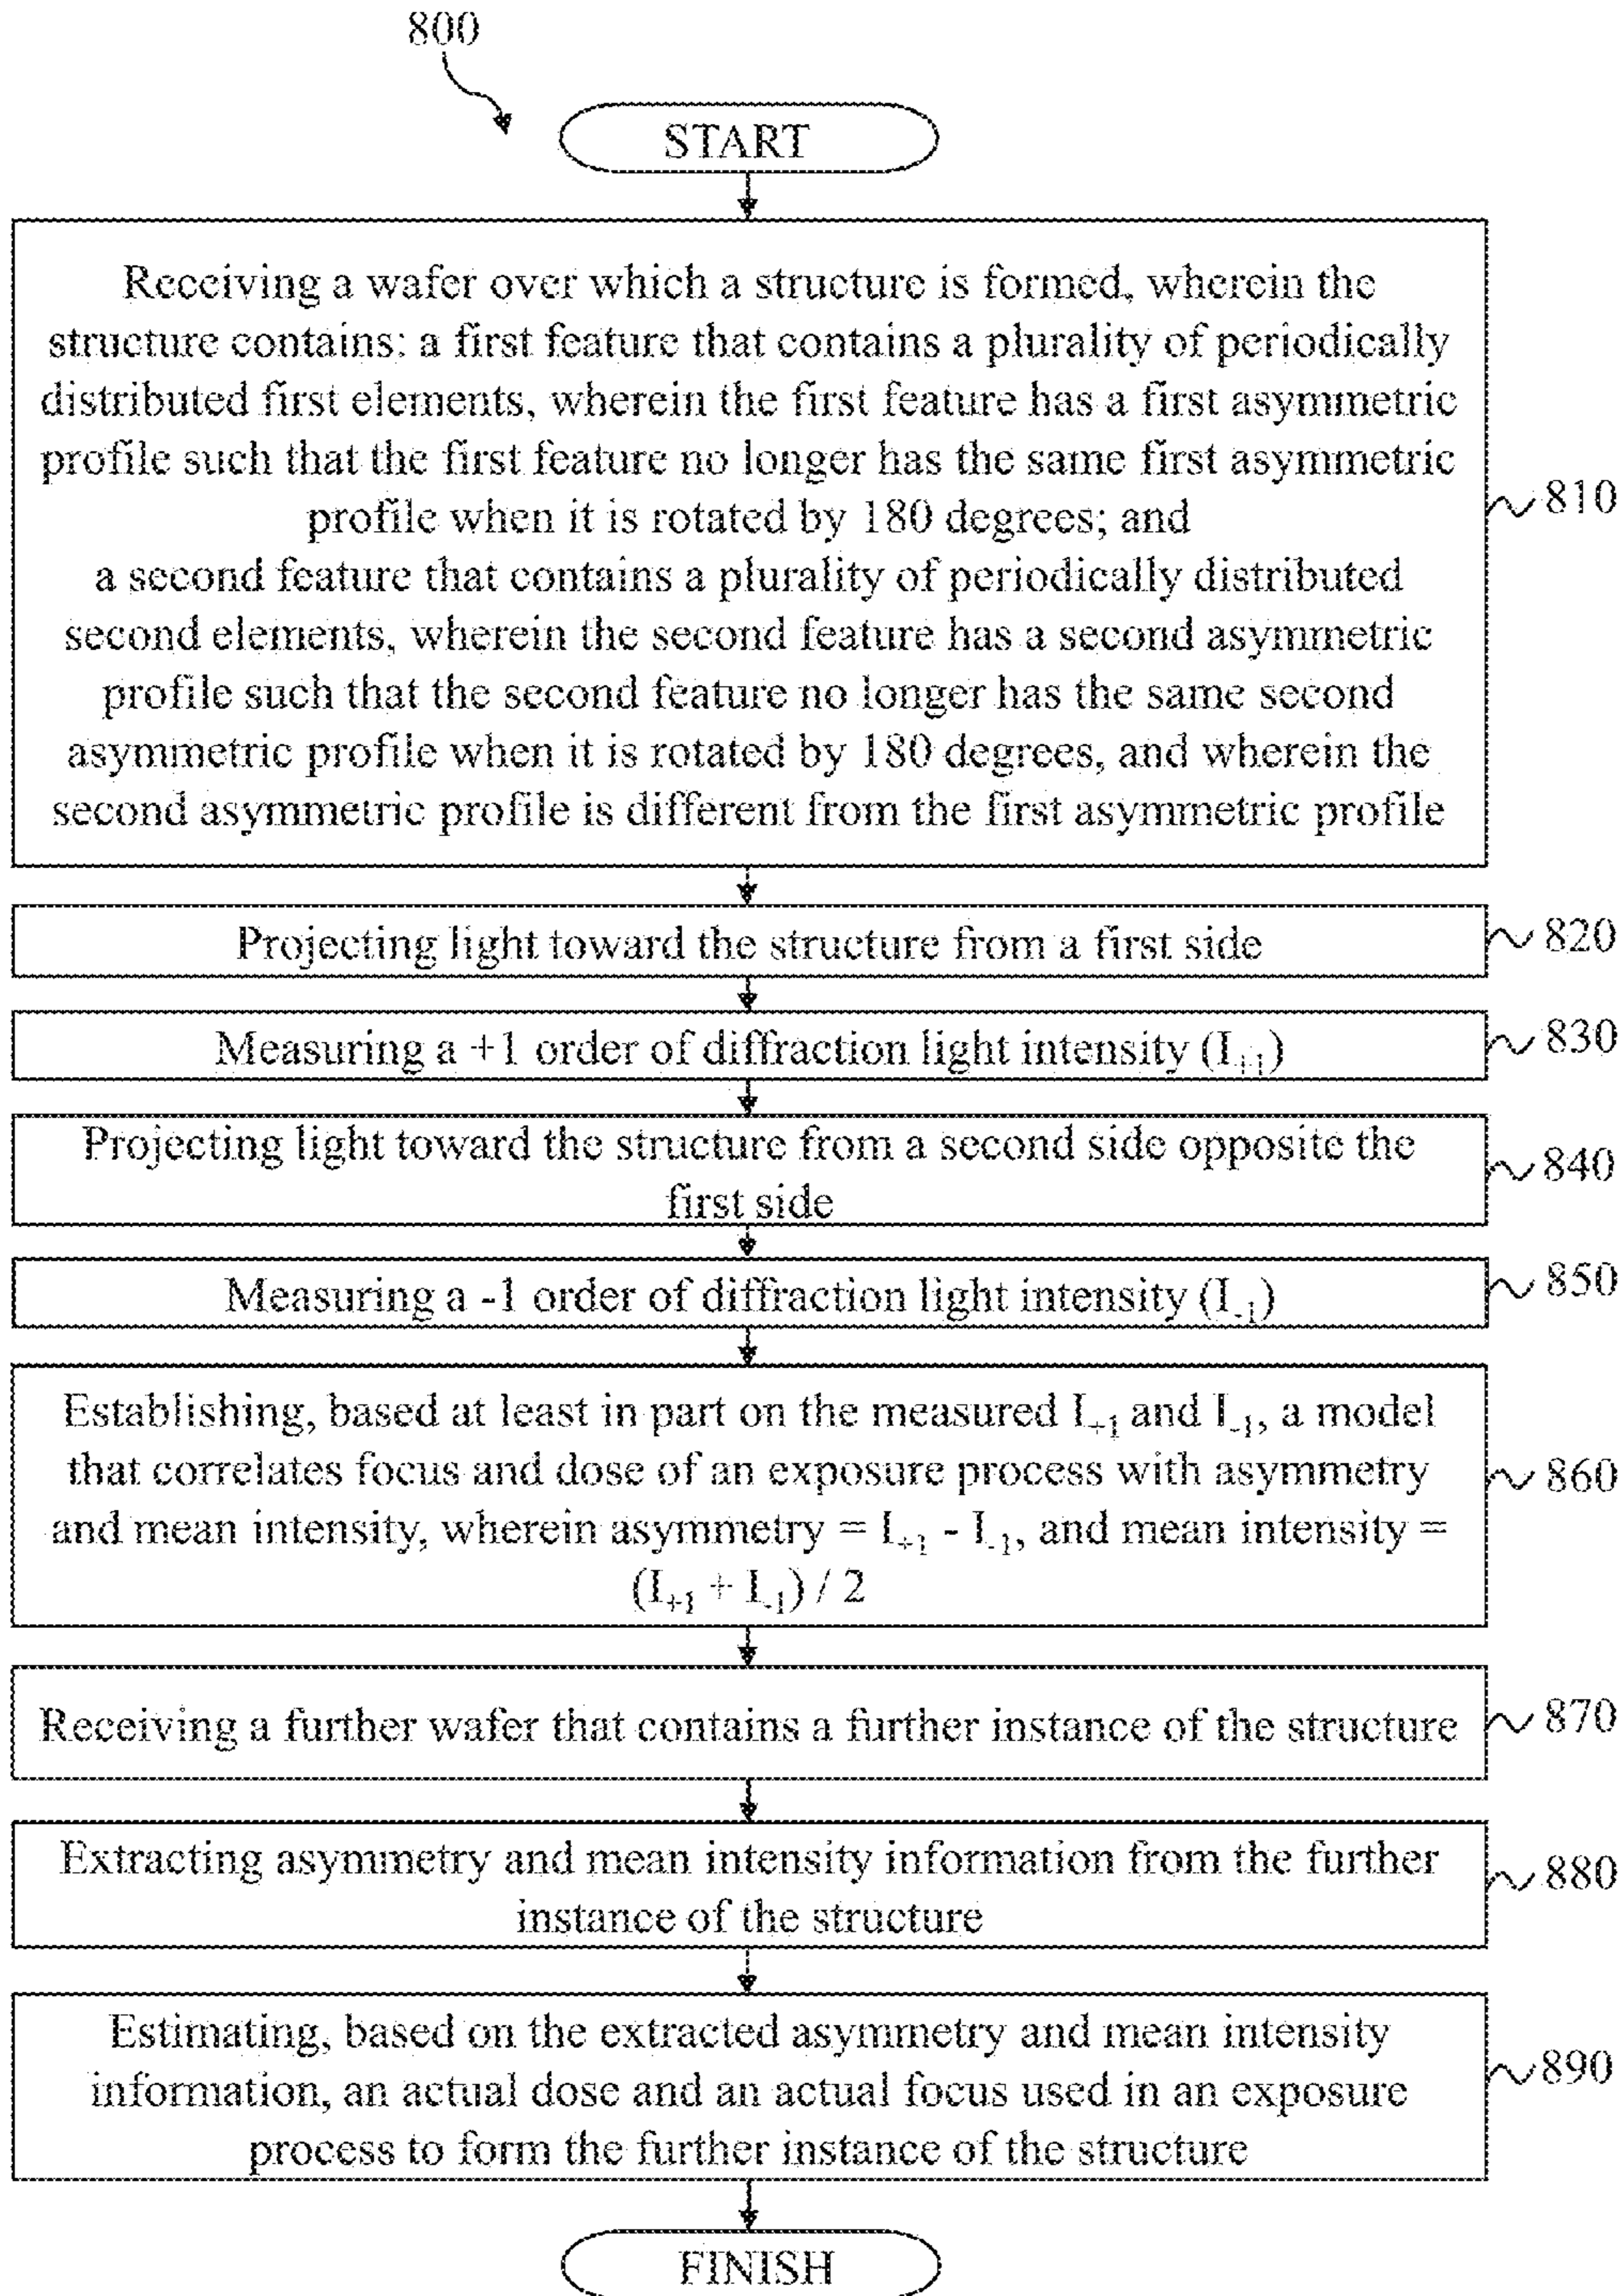 800
START
Receiving a wafer over which a structure is formed, wherein the
structure contains: a first feature that contains a plurality of periodically
distributed first elements, wherein the first feature has a first asymmetric
profile such that the first feature no longer has the same first asymmetric
profile when it is rotated by 180 degrees; and
a second feature that contains a plurality of periodically distributed
second elements, wherein the second feature has a second asymmetric
profile such that the second feature no longer has the same second
asymmetric profile when it is rotated by 180 degrees, and wherein the
second asymmetric profile is different from the first asymmetric profile
810
Projecting light toward the structure from a first side
820
Measuring a +1 order of diffraction light intensity (I+1)
830
Projecting light toward the structure from a second side opposite the
first side
840
Measuring a -1 order of diffraction light intensity (I-1)
850
Establishing, based at least in part on the measured I+1 and I-1, a model
that correlates focus and dose of an exposure process with asymmetry
and mean intensity, wherein asymmetry = I+1 - I-1, and mean intensity =
(I+1 + I-1) / 2
860
Receiving a further wafer that contains a further instance of the structure
870
Extracting asymmetry and mean intensity information from the further
instance of the structure
880
Estimating, based on the extracted asymmetry and mean intensity
information, an actual dose and an actual focus used in an exposure
process to form the further instance of the structure
890
FINISH